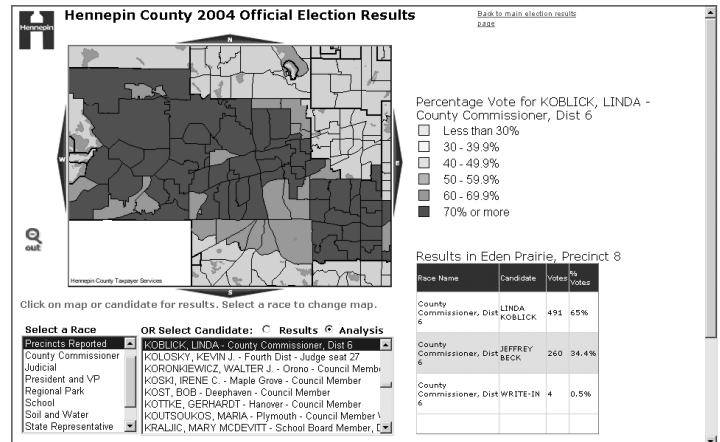 Hennepin
Hennepin County 2004 Official Election Results
Back to main election results
page
N
W
E
S
out
Hennepin County Taxpayer Services
Percentage Vote for KOBLICK, LINDA -
County Commissioner, Dist 6
Less than 30%
30 - 39.9%
40 - 49.9%
50 - 59.9%
60 - 69.9%
70% or more
Results in Eden Prairie, Precinct 8
Race Name Candidate Votes % Votes
County Commissioner, Dist 6 LINDA KOBLICK 491 65%
County Commissioner, Dist 6 JEFFREY BECK 260 34.4%
County Commissioner, Dist 6 WRITE-IN 4 0.5%
Click on map or candidate for results. Select a race to change map.
Select a Race
Precincts Reported
County Commissioner
Judicial
President and VP
Regional Park
School
Soil and Water
State Representative
OR Select Candidate: Results Analysis
KOBLICK, LINDA - County Commissioner, Dist 6
KOLOSKY, KEVIN J. - Fourth Dist - Judge seat 27
KORONKIEWICZ, WALTER J. - Orono - Council Memb
KOSKI, IRENE C. - Maple Grove - Council Member
KOST, BOB - Deephaven - Council Member
KOTTKE, GERHARDT - Hanover - Council Member
KOUTSOUKOS, MARIA - Plymouth - Council Member
KRALJIC, MARY MCDEVITT - School Board Member,